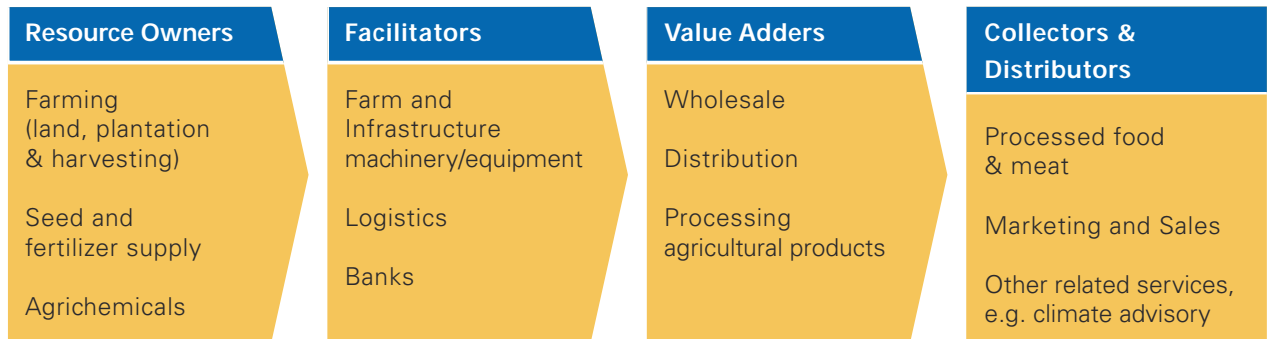 Resource Owners
Farming
(land, plantation
& harvesting)
Seed and
fertilizer supply
Agrichemicals
Facilitators
Farm and
Infrastructure
machinery/equipment
Logistics
Banks
Value Adders
Wholesale
Distribution
Processing
agricultural products
Collectors &
Distributors
Processed food
& meat
Marketing and Sales
Other related services,
e.g. climate advisory